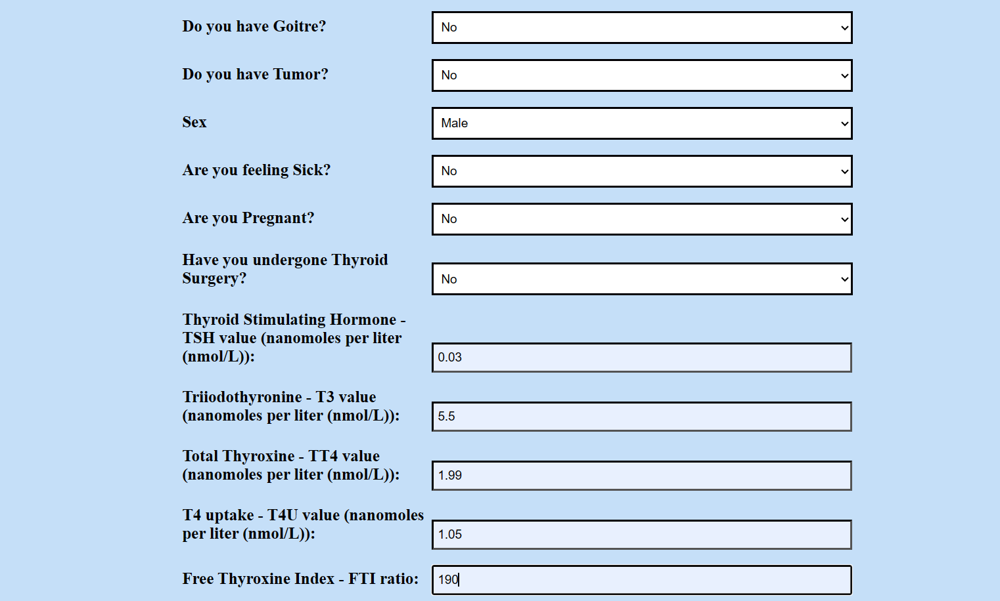 Do you have Goitre?
No
Do you have Tumor?
No
Sex
Male
Are you feeling Sick?
No
Are you Pregnant?
No
Have you undergone Thyroid
Surgery?
No
Thyroid Stimulating Hormone -
TSH value (nanomoles per liter
(nmol/L)):
0.03
Triiodothyronine - T3 value
(nanomoles per liter (nmol/L)):
5.5
Total Thyroxine - TT4 value
(nanomoles per liter (nmol/L)):
1.99
T4 uptake - T4U value (nanomoles
per liter (nmol/L)):
1.05
Free Thyroxine Index - FTI ratio:
190